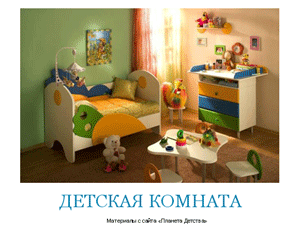 ДЕТСКАЯ КОМНАТА
Материалы с сайта «Планета Детства»